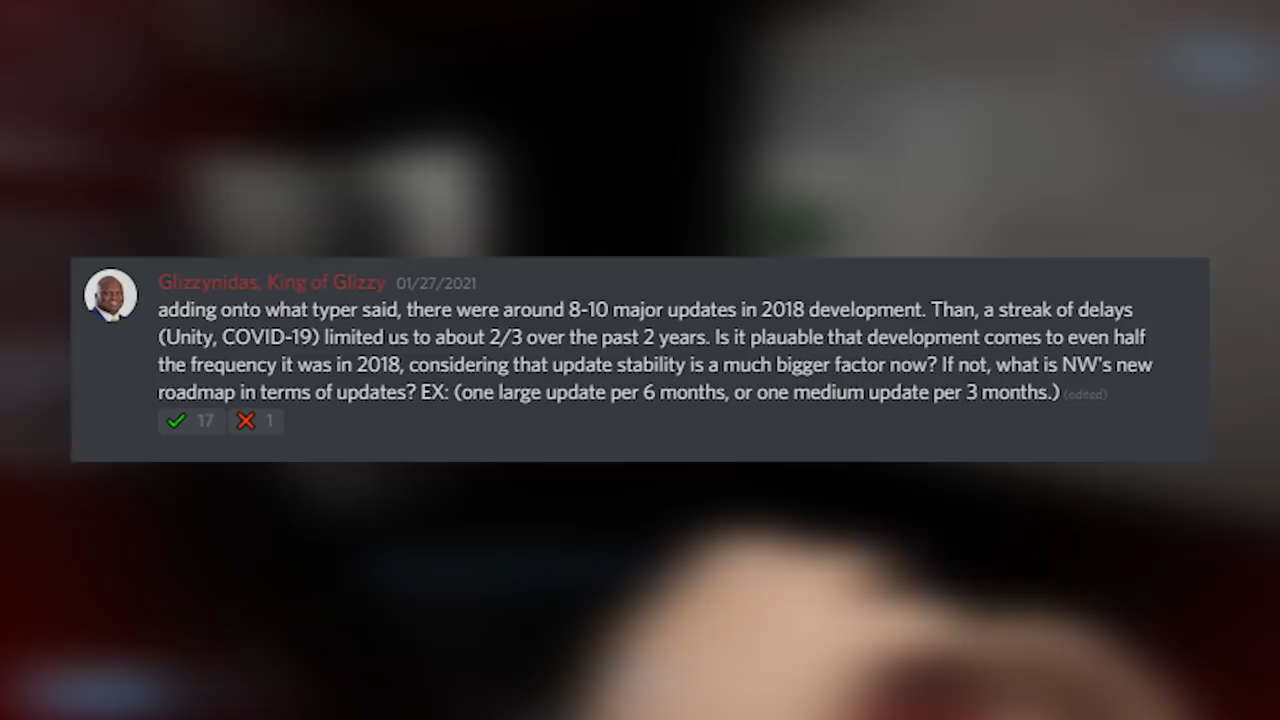 Glizzynidas, King of Glizzy 01/27/2021
adding onto what typer said, there were around 8-10 major updates in 2018 development. Than, a streak of delays
(Unity, COVID-19) limited us to about 2/3 over the past 2 years. Is it plauable that development comes to even half
the frequency it was in 2018, considering that update stability is a much bigger factor now? If not, what is NW's new
roadmap in terms of updates? EX: (one large update per 6 months, or one medium update per 3 months.) (edited)
17 1